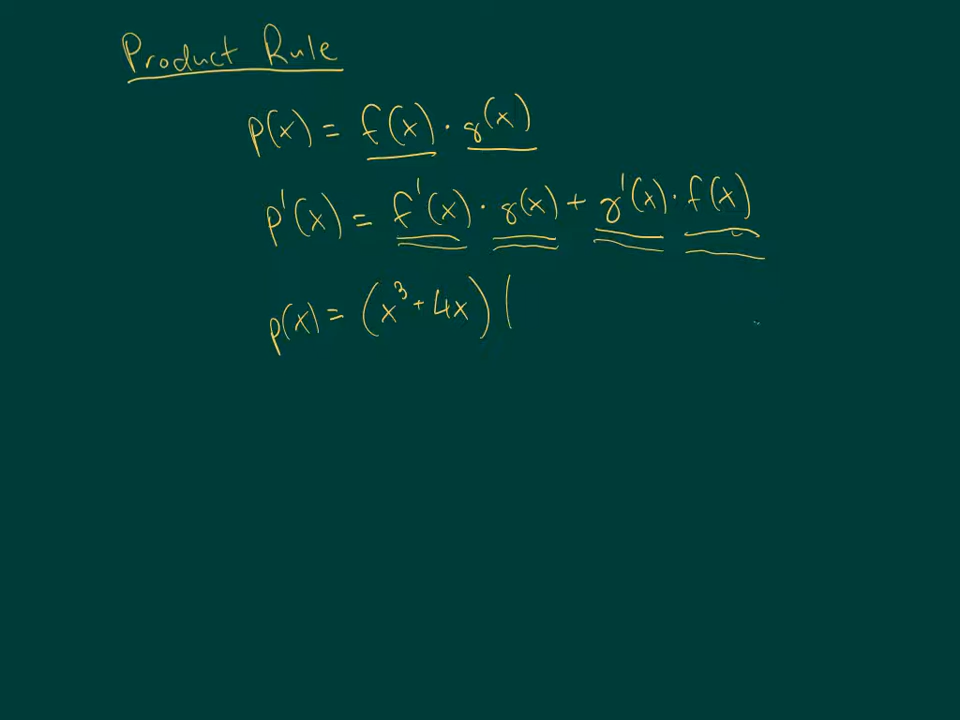 Product Rule
p(x) = f(x) · g(x)
p'(x) = f'(x) · g(x) + g'(x) · f(x)
p(x) = (x³ + 4x) (